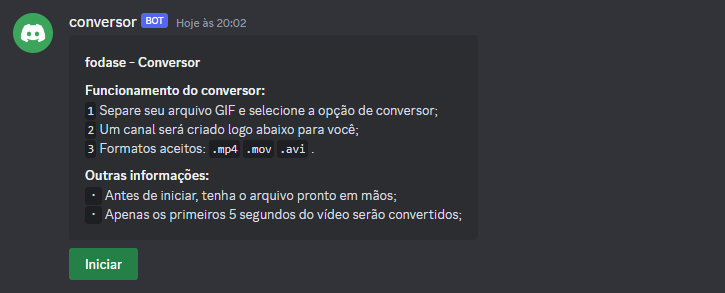 conversor BOT Hoje às 20:02
fodase - Conversor
Funcionamento do conversor:
1 Separe seu arquivo GIF e selecione a opção de conversor;
2 Um canal será criado logo abaixo para você;
3 Formatos aceitos: .mp4 .mov .avi .
Outras informações:
· Antes de iniciar, tenha o arquivo pronto em mãos;
· Apenas os primeiros 5 segundos do vídeo serão convertidos;
Iniciar